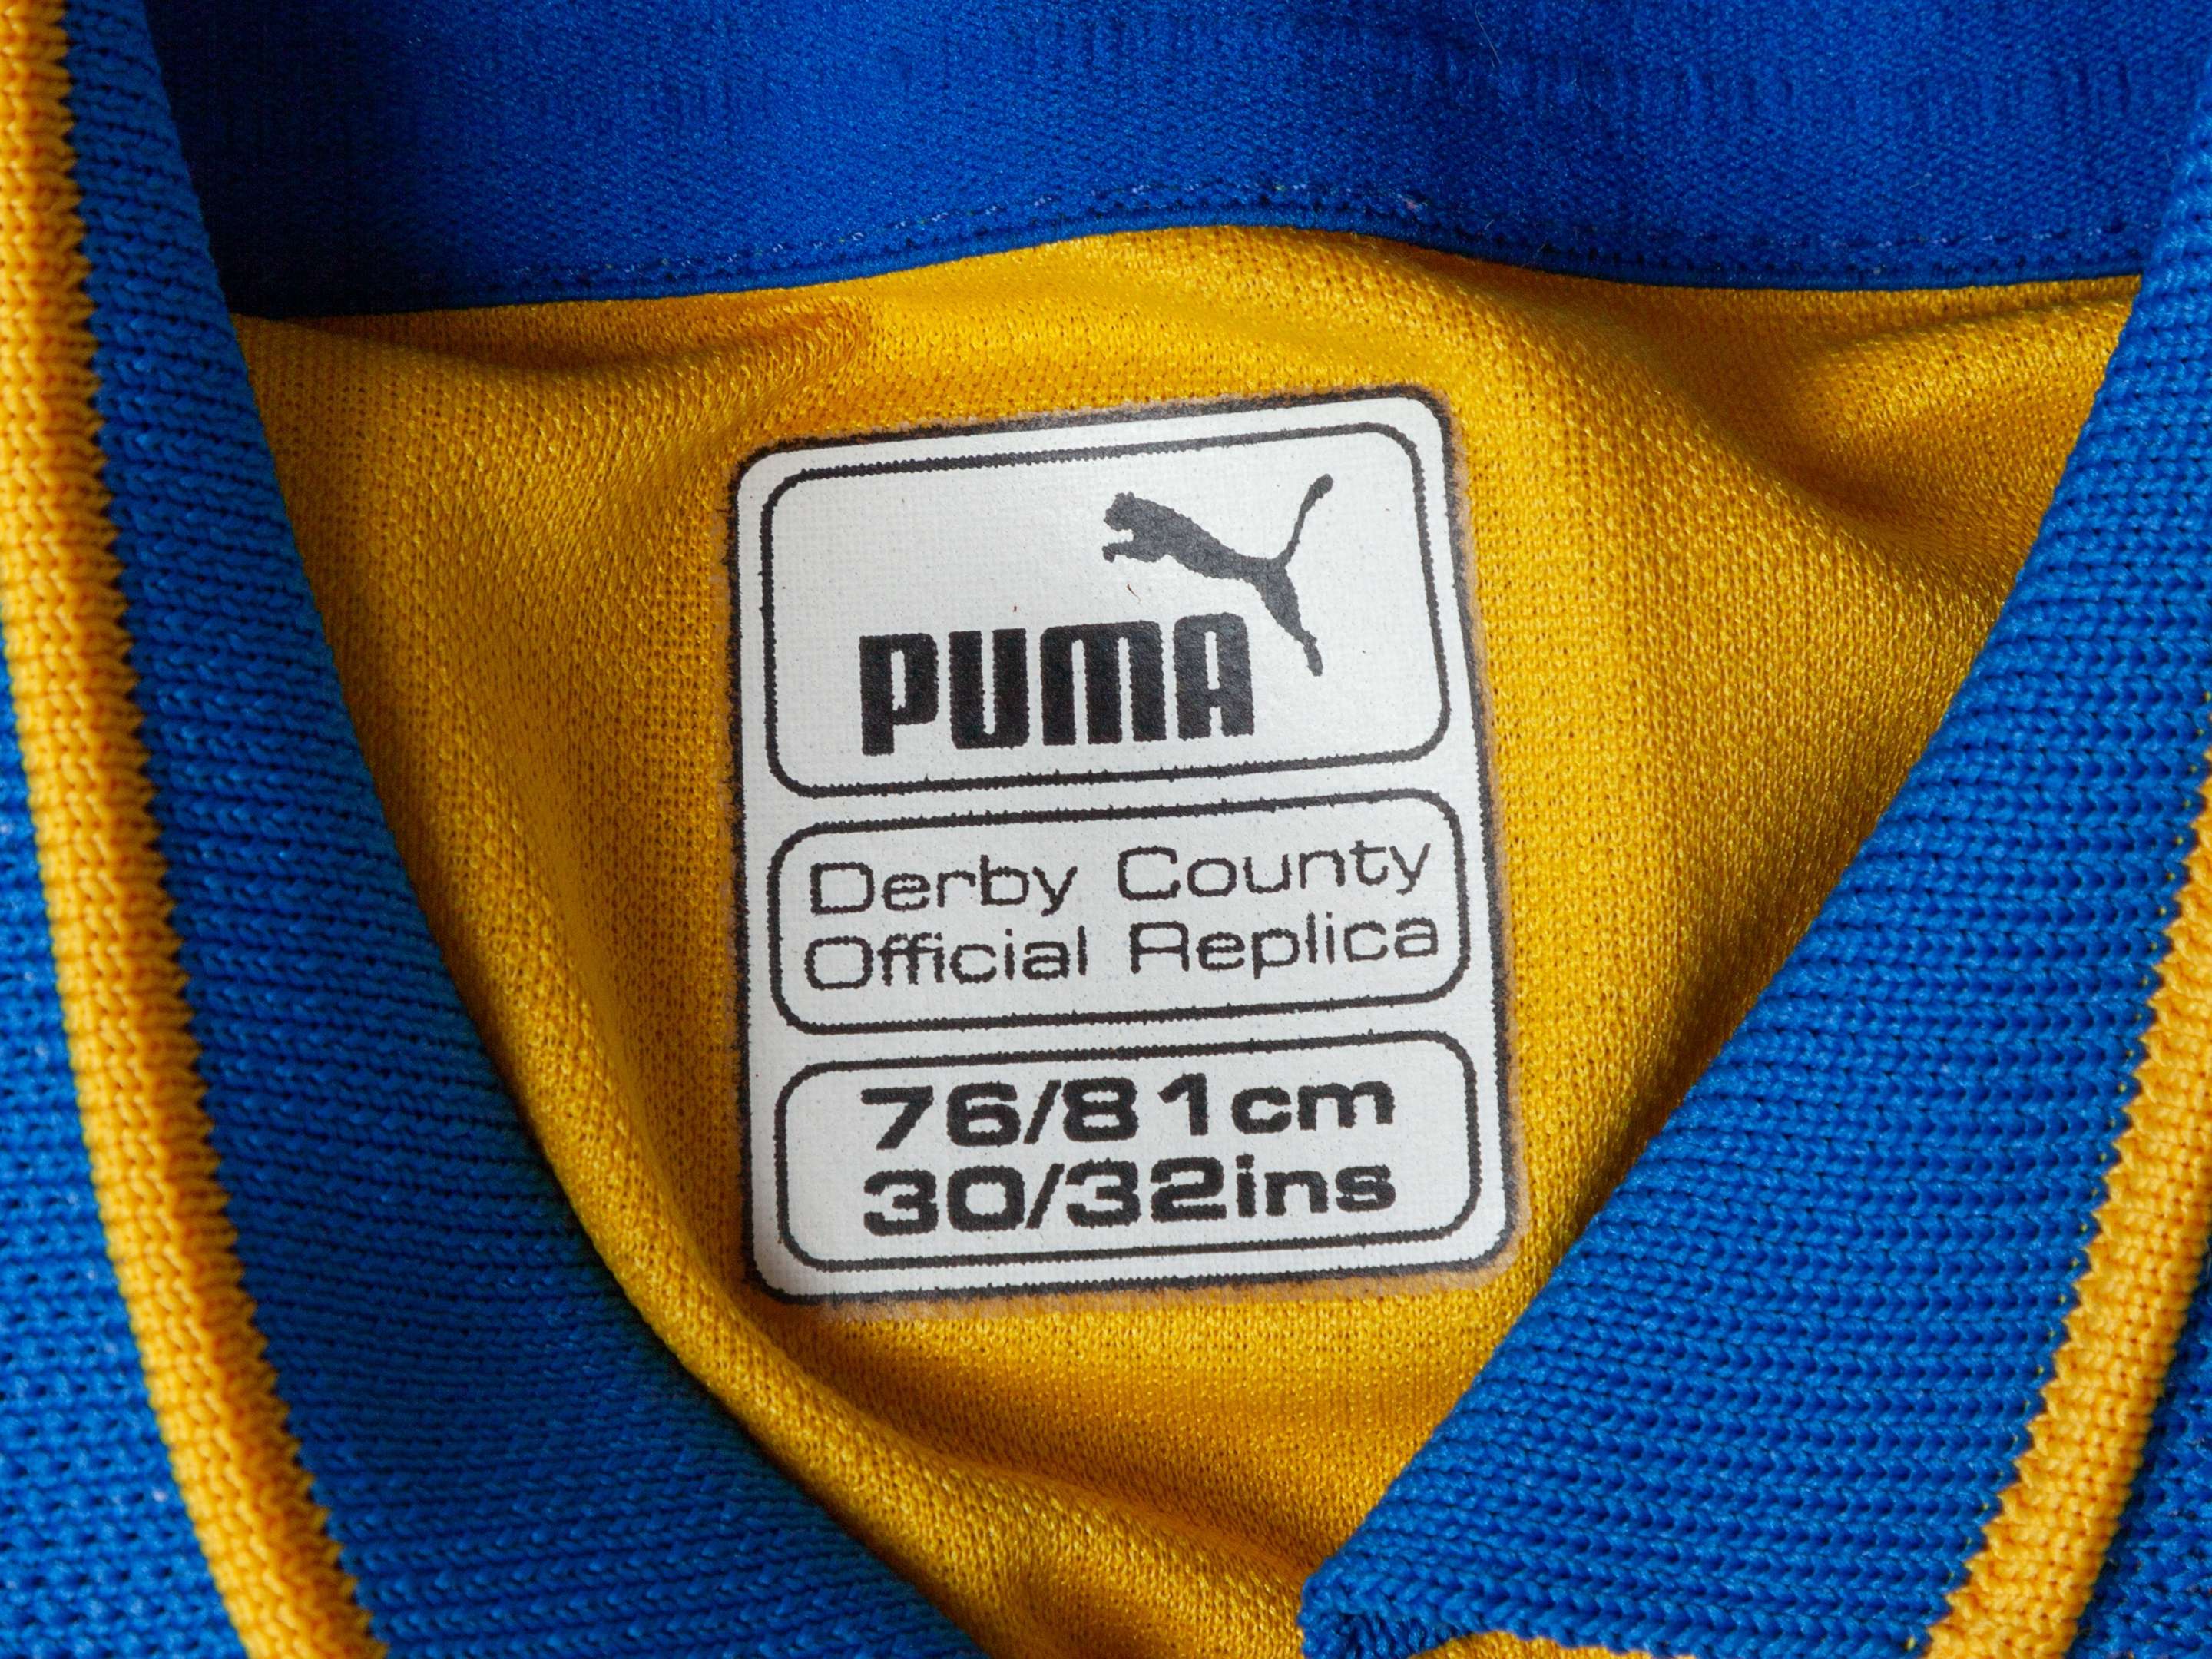 PUMA
Derby County
Official Replica
76/81cm
30/32ins